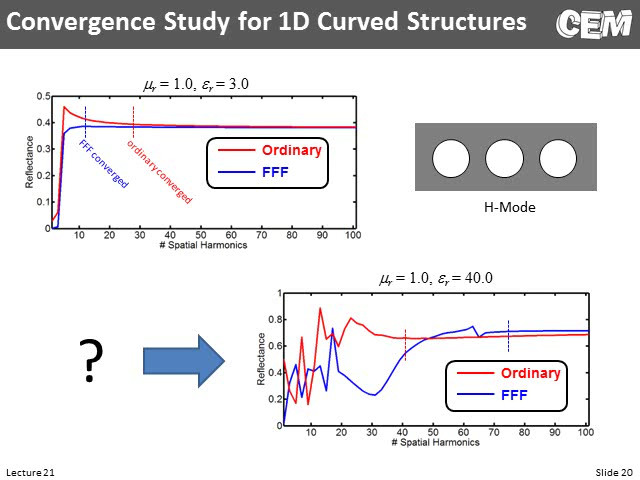 Convergence Study for 1D Curved Structures
CEM
μr = 1.0, εr = 3.0
0.5
0.4
0.3
0.2
0.1
0
Reflectance
FFF converged
ordinary converged
Ordinary
FFF
10 20 30 40 50 60 70 80 90 100
# Spatial Harmonics
H-Mode
?
μr = 1.0, εr = 40.0
1
0.8
0.6
0.4
0.2
0
Reflectance
Ordinary
FFF
10 20 30 40 50 60 70 80 90 100
# Spatial Harmonics
Lecture 21
Slide 20